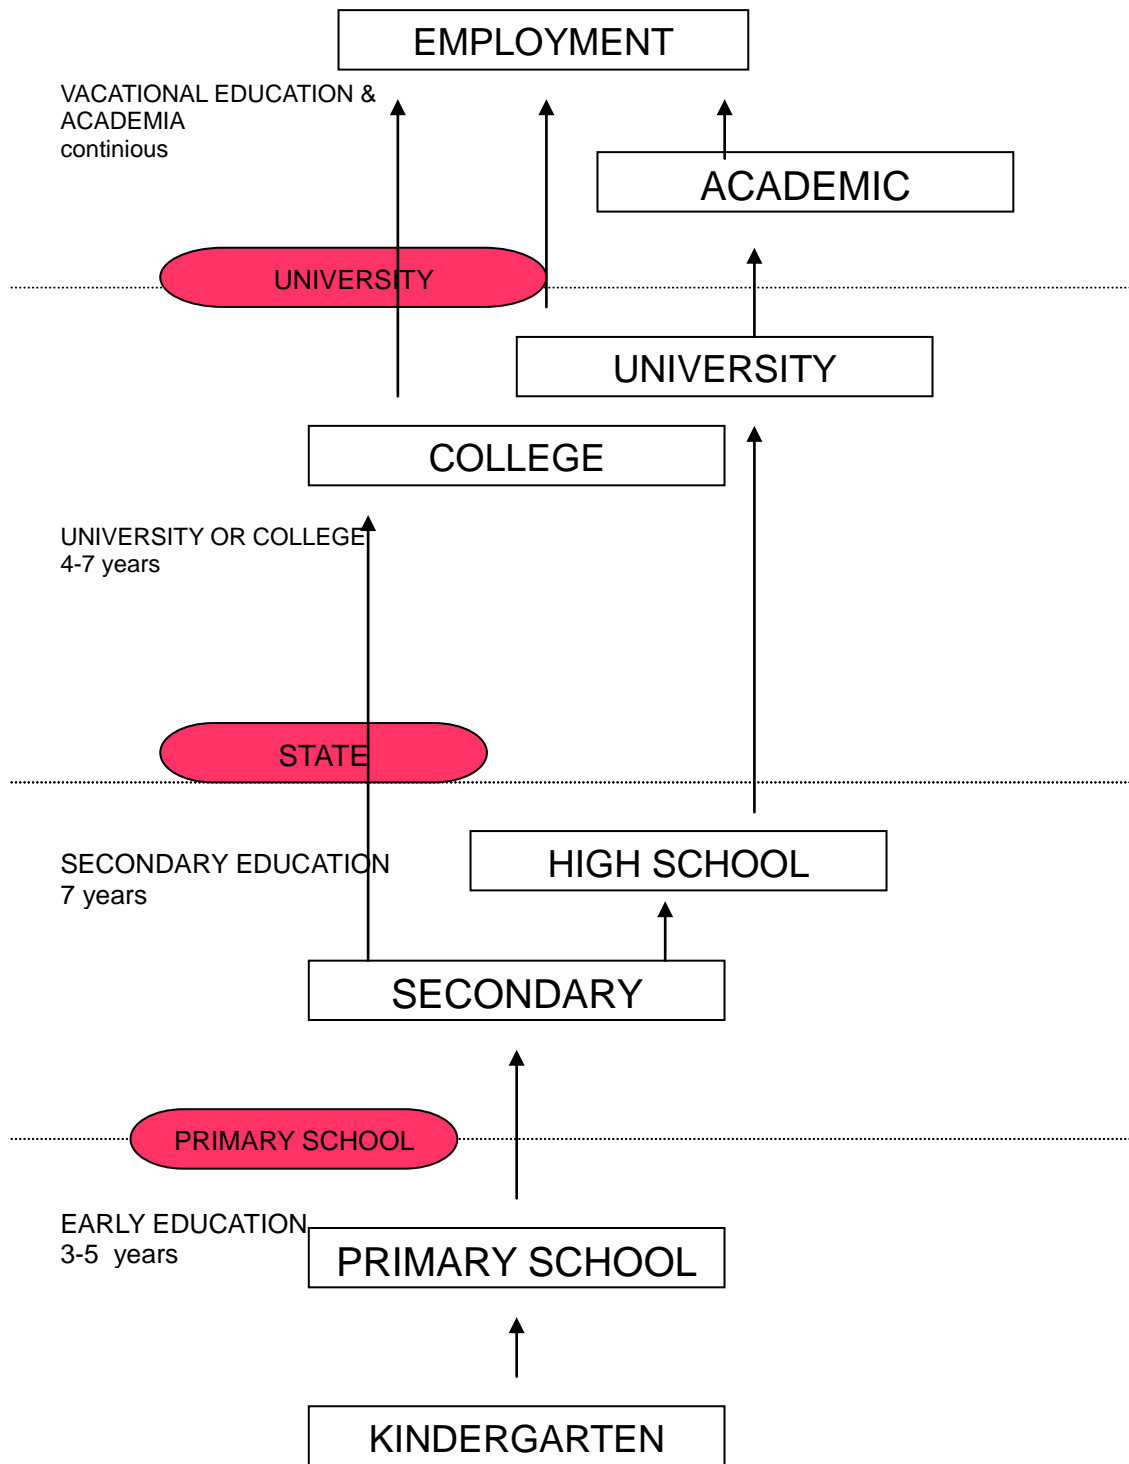 EMPLOYMENT
VACATIONAL EDUCATION &
ACADEMIA
continious
ACADEMIC
UNIVERSITY
UNIVERSITY
COLLEGE
UNIVERSITY OR COLLEGE
4-7 years
STATE
HIGH SCHOOL
SECONDARY EDUCATION
7 years
SECONDARY
PRIMARY SCHOOL
EARLY EDUCATION
3-5 years
PRIMARY SCHOOL
KINDERGARTEN